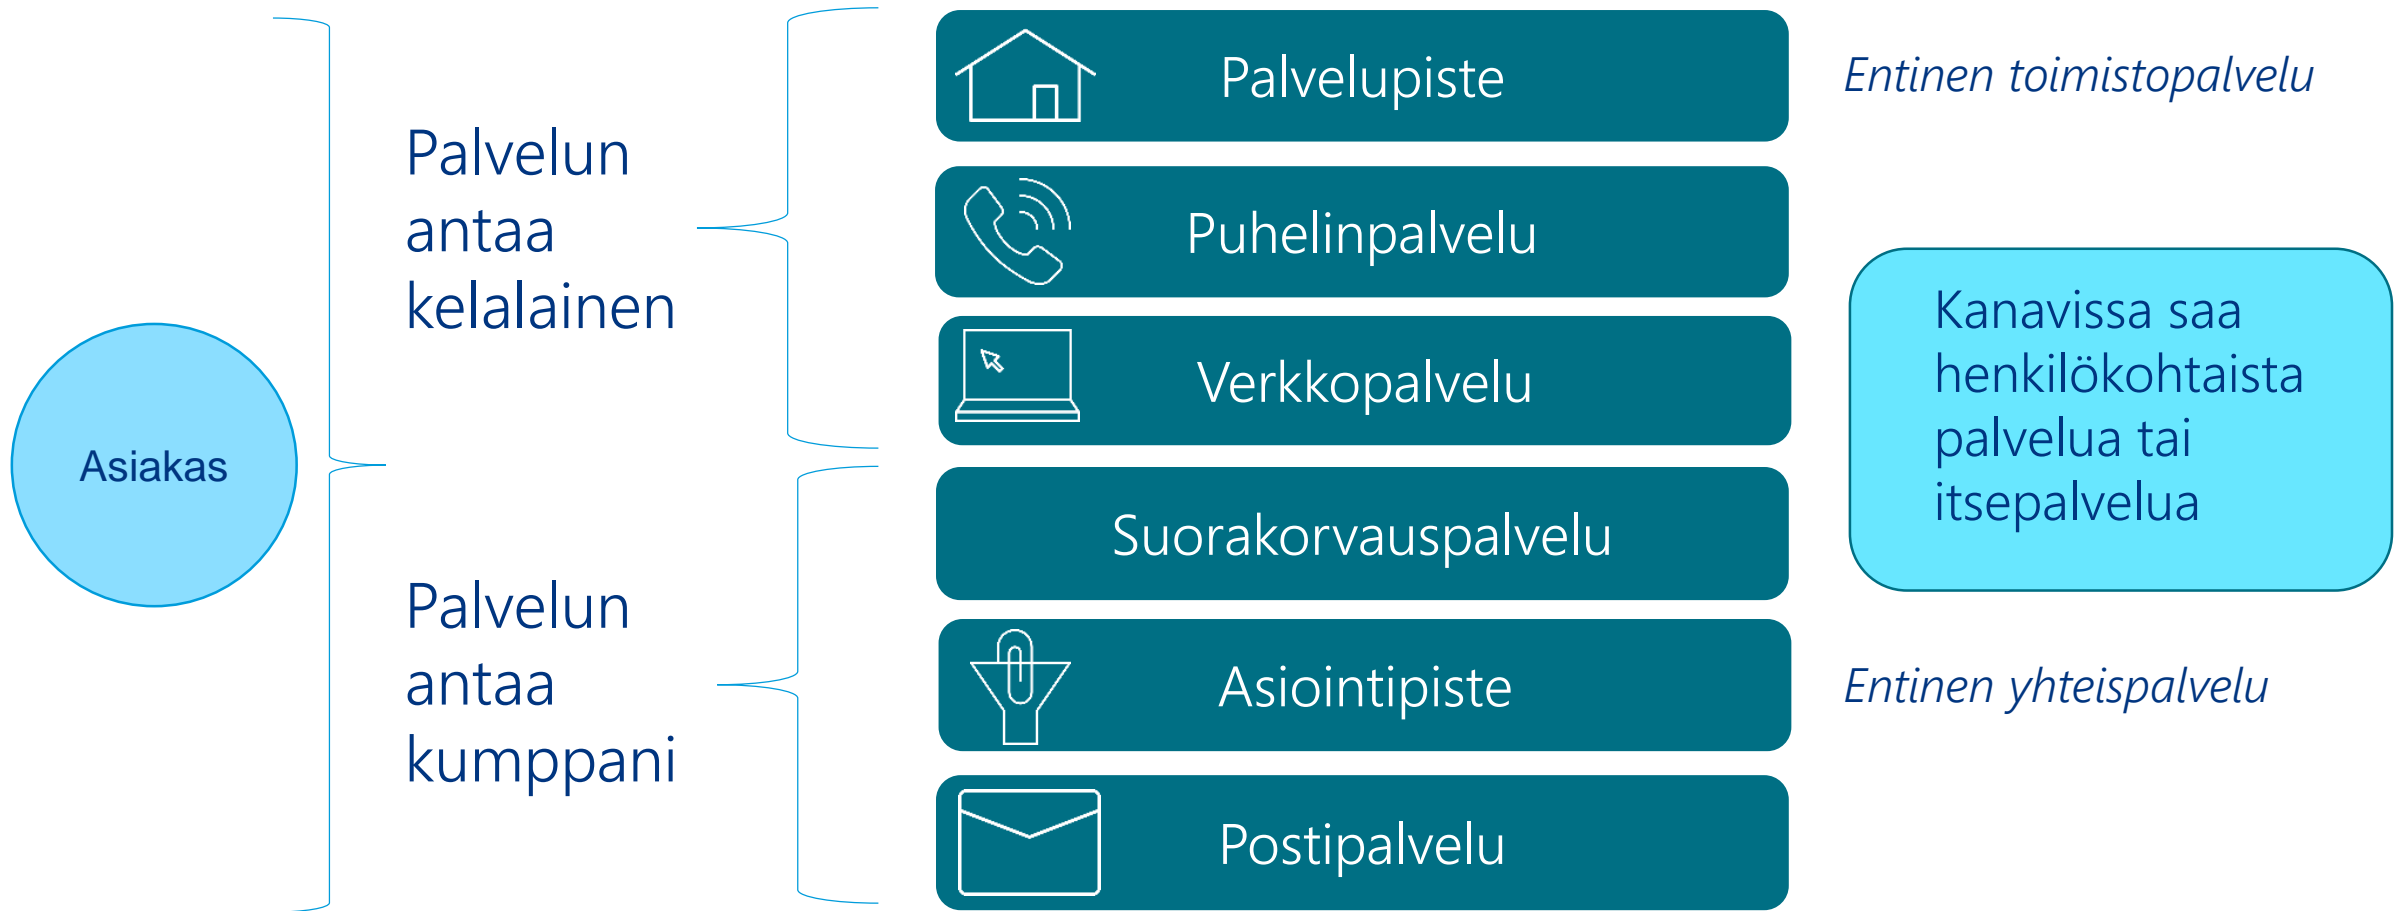 Asiakas
Palvelun
antaa
kelalainen
Palvelun
antaa
kumppani
Palvelupiste
Puhelinpalvelu
Verkkopalvelu
Suorakorvauspalvelu
Asiointipiste
Postipalvelu
Entinen toimistopalvelu
Kanavissa saa
henkilökohtaista
palvelua tai
itsepalvelua
Entinen yhteispalvelu